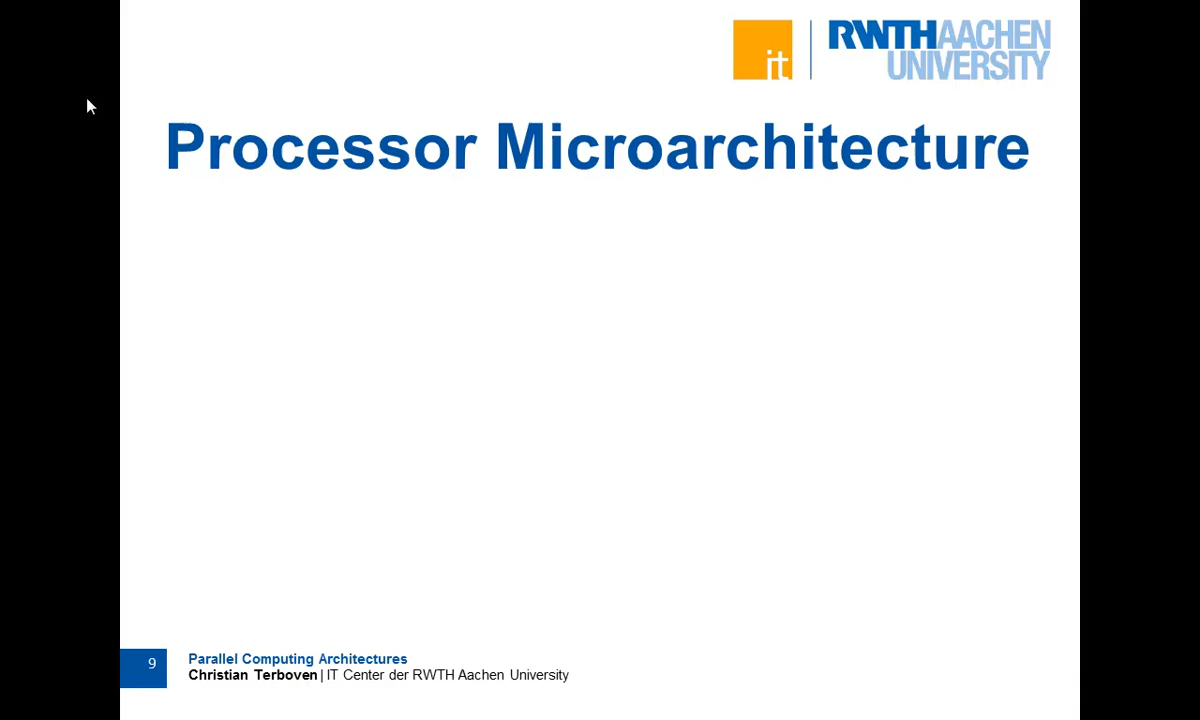 it
RWTHAACHEN
UNIVERSITY
Processor Microarchitecture
9
Parallel Computing Architectures
Christian Terboven | IT Center der RWTH Aachen University